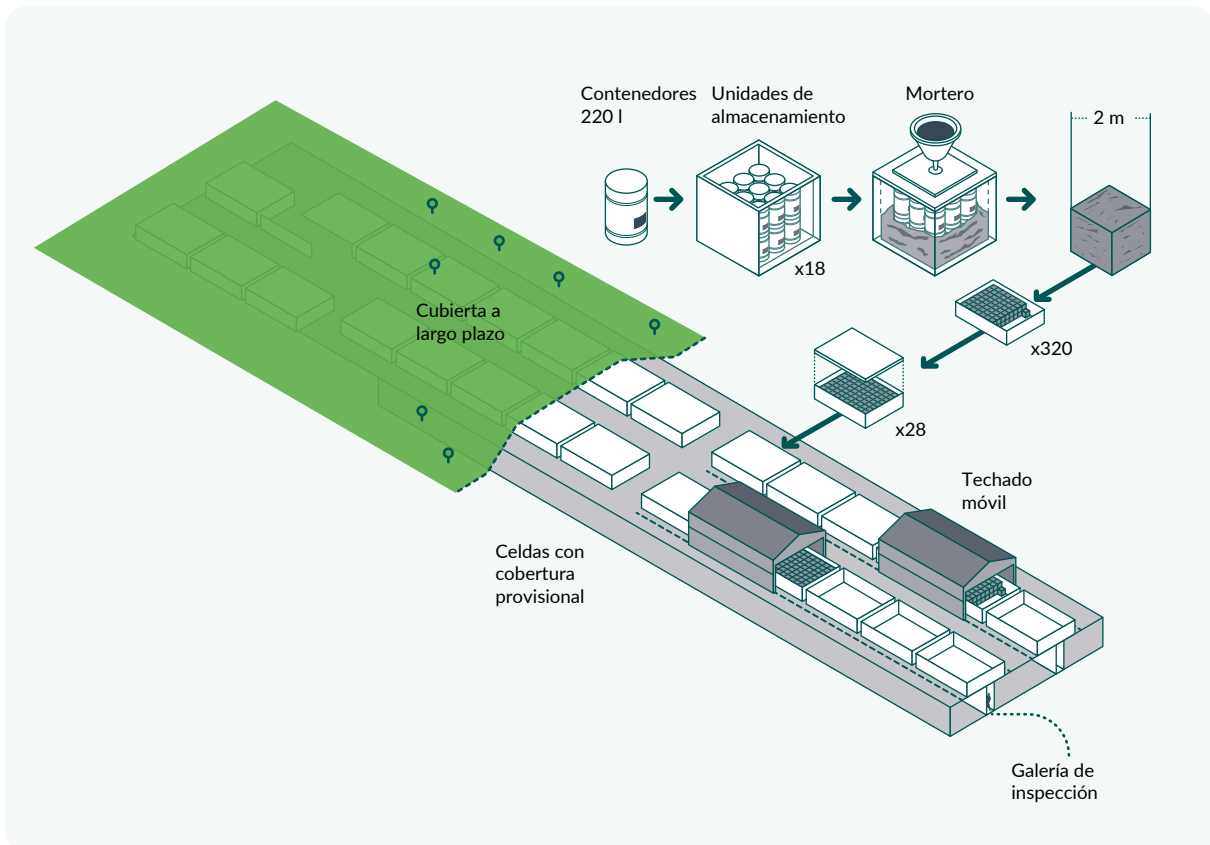 Contenedores
220 l
Unidades de
almacenamiento
Mortero
2 m
x18
x320
x28
Cubierta a
largo plazo
Techado
móvil
Celdas con
cobertura
provisional
Galería de
inspección